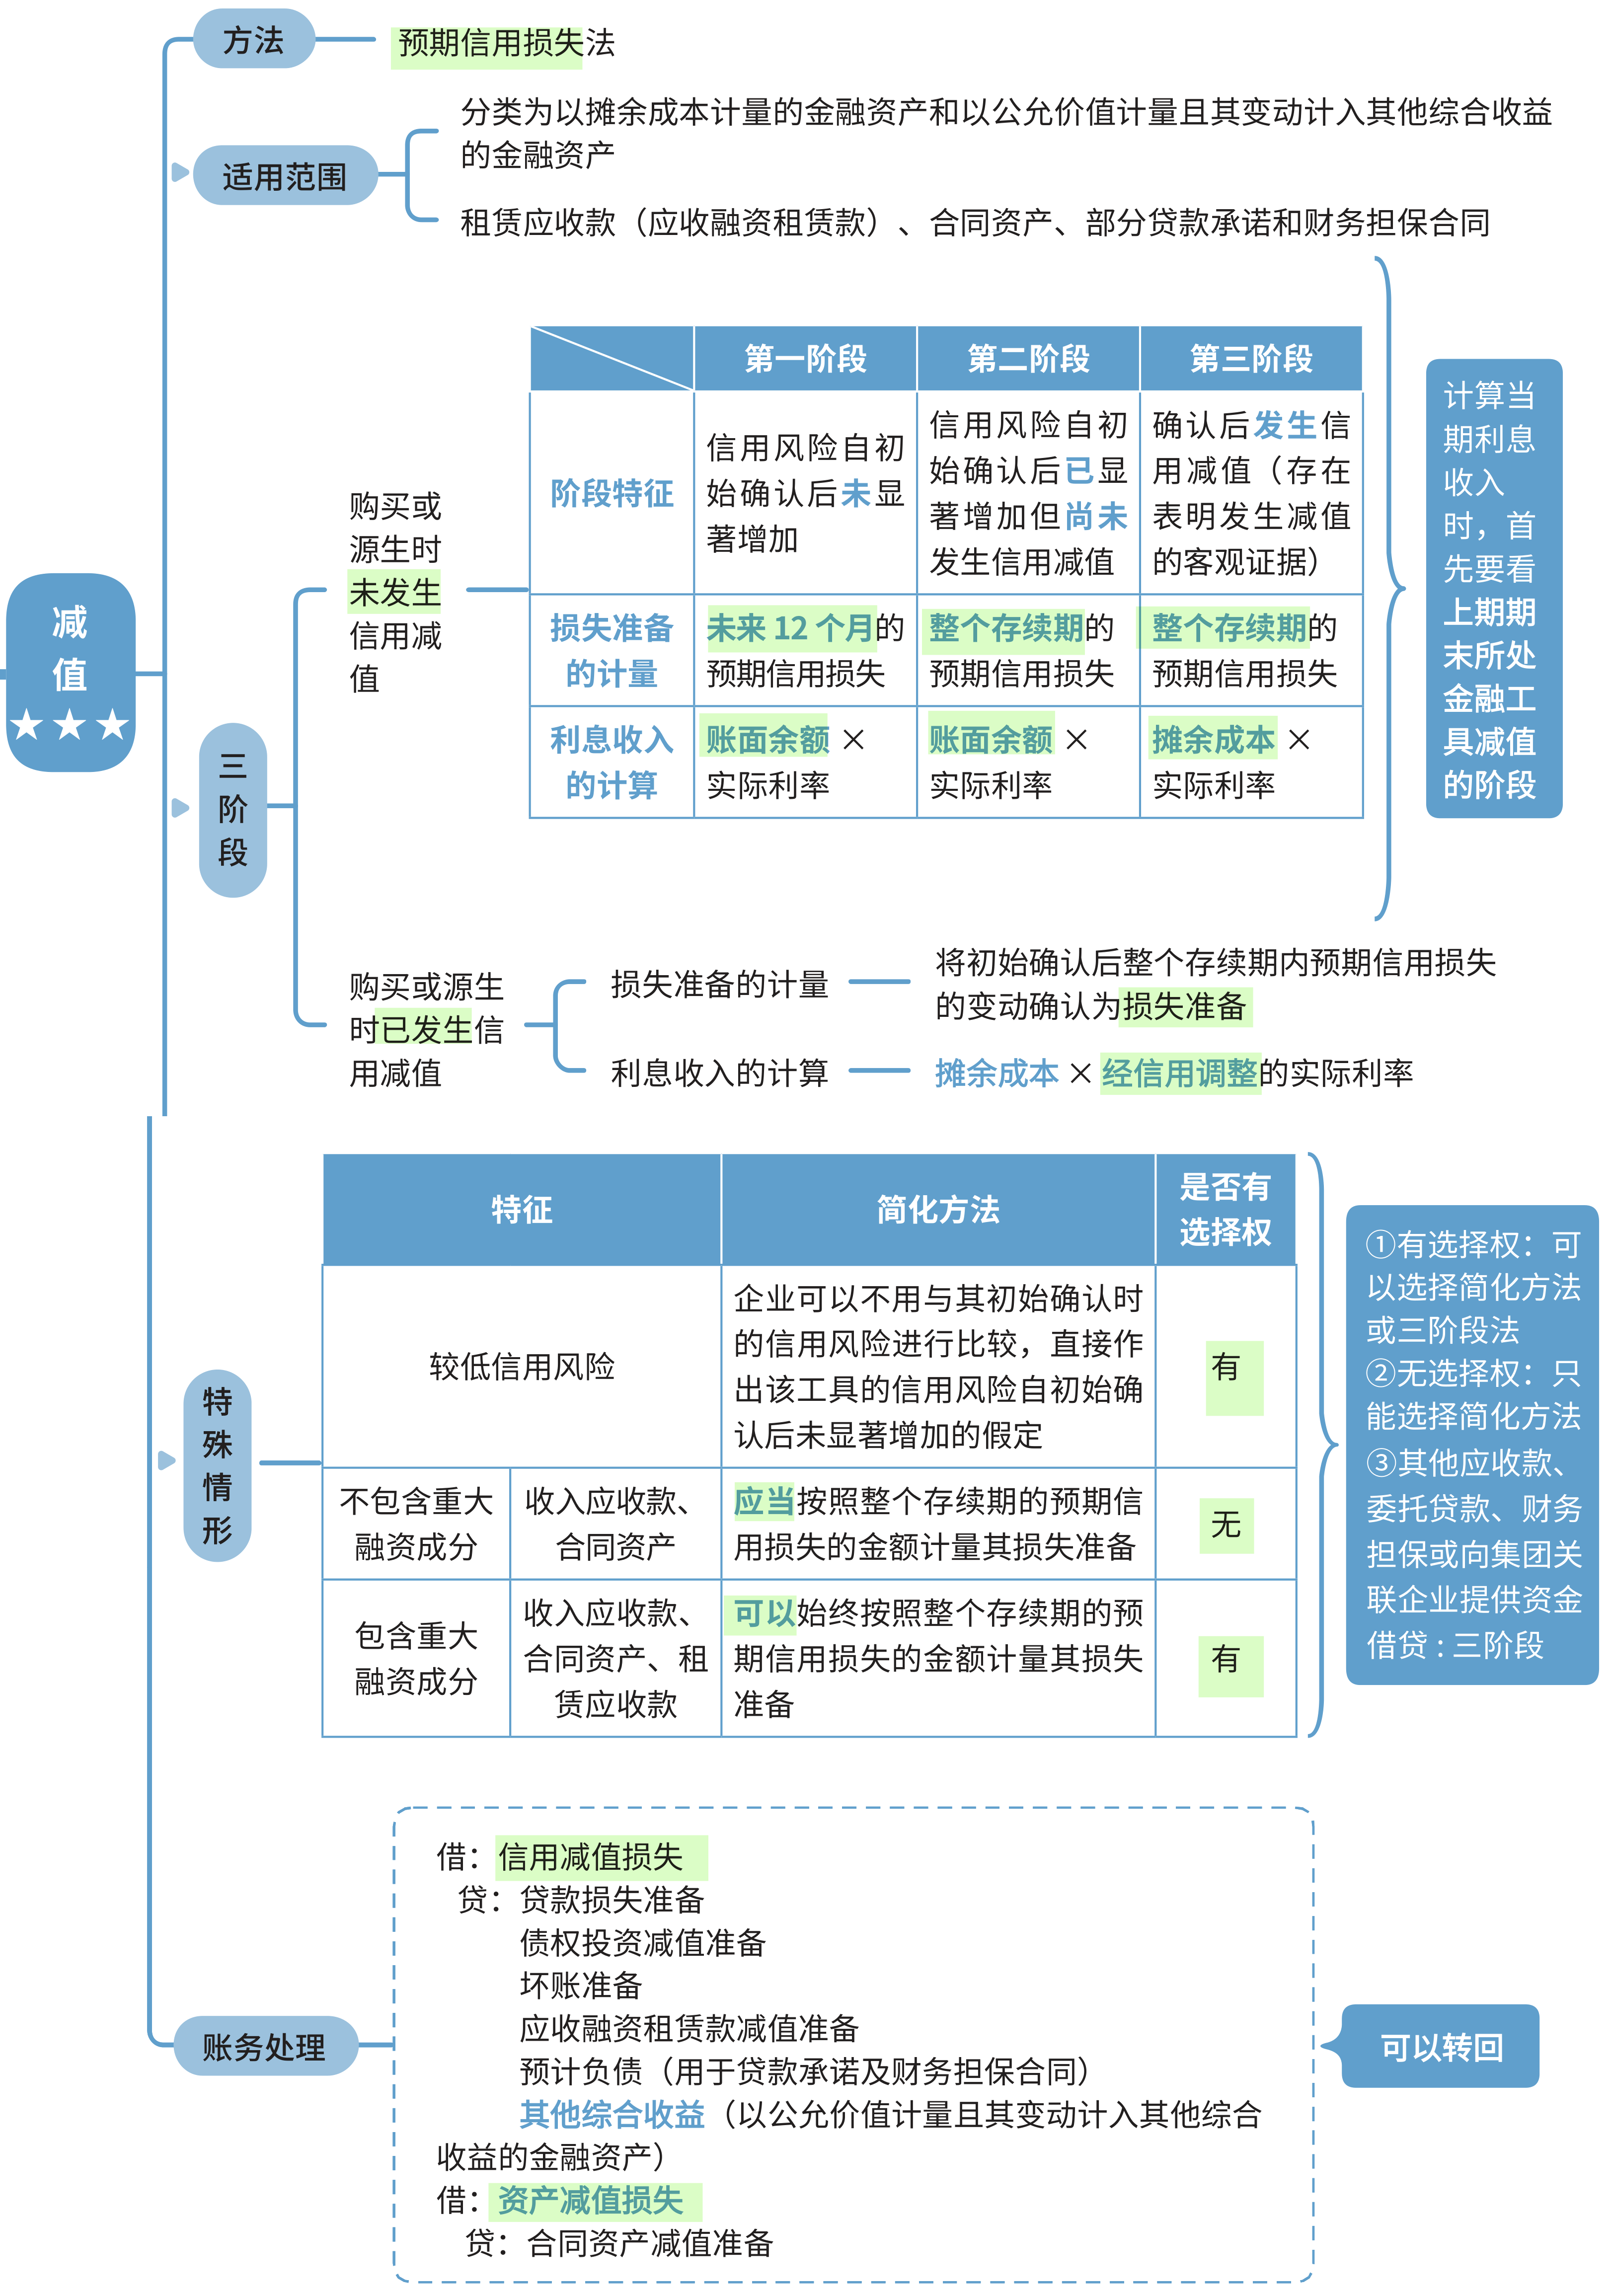 方法
预期信用损失法
适用范围
分类为以摊余成本计量的金融资产和以公允价值计量且其变动计入其他综合收益
的金融资产
租赁应收款（应收融资租赁款）、合同资产、部分贷款承诺和财务担保合同
减
值
★★★
三
阶
段
购买或
源生时
未发生
信用减
值
第一阶段
第二阶段
第三阶段
阶段特征
信用风险自初
始确认后未显
著增加
信用风险自初
始确认后已显
著增加但尚未
发生信用减值
确认后发生信
用减值（存在
表明发生减值
的客观证据）
损失准备
的计量
未来 12 个月的
预期信用损失
整个存续期的
预期信用损失
整个存续期的
预期信用损失
利息收入
的计算
账面余额 ×
实际利率
账面余额 ×
实际利率
摊余成本 ×
实际利率
计算当
期利息
收入
时，首
先要看
上期期
末所处
金融工
具减值
的阶段
购买或源生
时已发生信
用减值
损失准备的计量
将初始确认后整个存续期内预期信用损失
的变动确认为损失准备
利息收入的计算
摊余成本 × 经信用调整的实际利率
特
殊
情
形
特征
简化方法
是否有
选择权
较低信用风险
企业可以不用与其初始确认时
的信用风险进行比较，直接作
出该工具的信用风险自初始确
认后未显著增加的假定
有
不包含重大
融资成分
收入应收款、
合同资产
应当按照整个存续期的预期信
用损失的金额计量其损失准备
无
包含重大
融资成分
收入应收款、
合同资产、租
赁应收款
可以始终按照整个存续期的预
期信用损失的金额计量其损失
准备
有
①有选择权：可
以选择简化方法
或三阶段法
②无选择权：只
能选择简化方法
③其他应收款、
委托贷款、财务
担保或向集团关
联企业提供资金
借贷：三阶段
账务处理
借：信用减值损失
贷：贷款损失准备
债权投资减值准备
坏账准备
应收融资租赁款减值准备
预计负债（用于贷款承诺及财务担保合同）
其他综合收益（以公允价值计量且其变动计入其他综合
收益的金融资产）
借：资产减值损失
贷：合同资产减值准备
可以转回